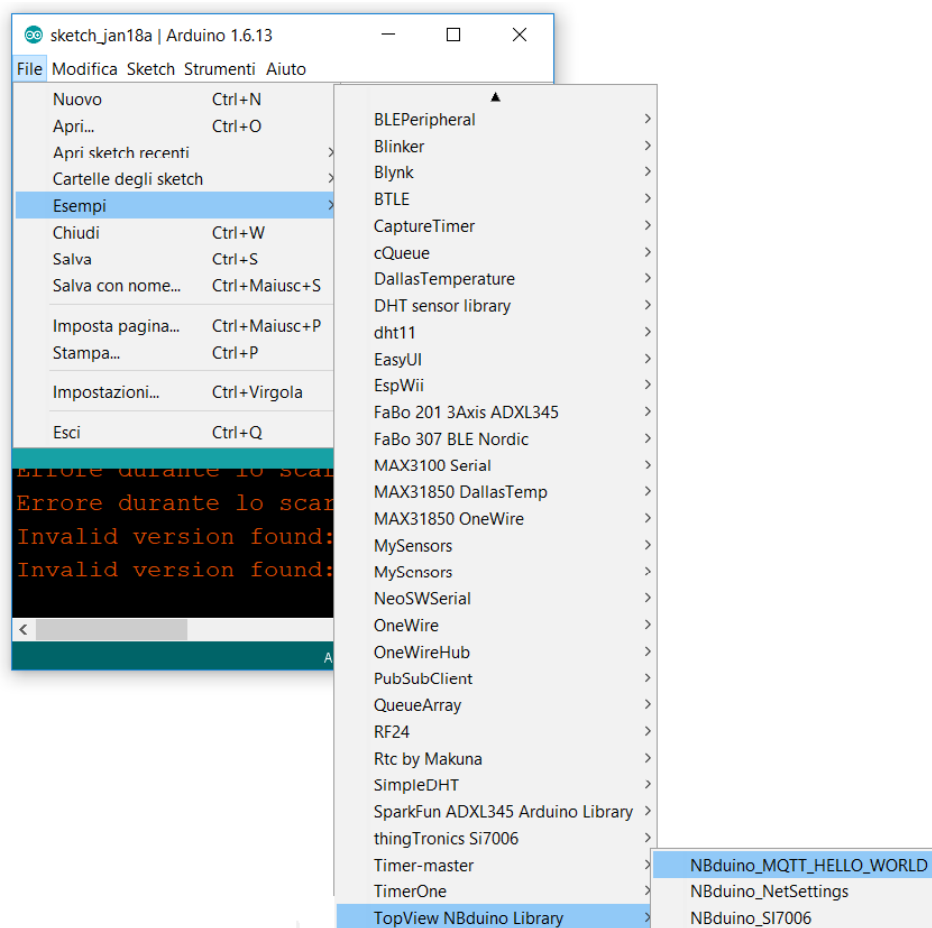 sketch_jan18a | Arduino 1.6.13
File Modifica Sketch Strumenti Aiuto
Nuovo Ctrl+N
Apri... Ctrl+O
Apri sketch recenti
Cartelle degli sketch
Esempi
Chiudi Ctrl+W
Salva Ctrl+S
Salva con nome... Ctrl+Maiusc+S
Imposta pagina... Ctrl+Maiusc+P
Stampa... Ctrl+P
Impostazioni... Ctrl+Virgola
Esci Ctrl+Q
Errore durante lo scar
Errore durante lo scar
Invalid version found:
Invalid version found:
A
BLEPeripheral
Blinker
Blynk
BTLE
CaptureTimer
cQueue
DallasTemperature
DHT sensor library
dht11
EasyUI
EspWii
FaBo 201 3Axis ADXL345
FaBo 307 BLE Nordic
MAX3100 Serial
MAX31850 DallasTemp
MAX31850 OneWire
MySensors
MySensors
NeoSWSerial
OneWire
OneWireHub
PubSubClient
QueueArray
RF24
Rtc by Makuna
SimpleDHT
SparkFun ADXL345 Arduino Library
thingTronics Si7006
Timer-master
TimerOne
TopView NBduino Library
NBduino_MQTT_HELLO_WORLD
NBduino_NetSettings
NBduino_SI7006